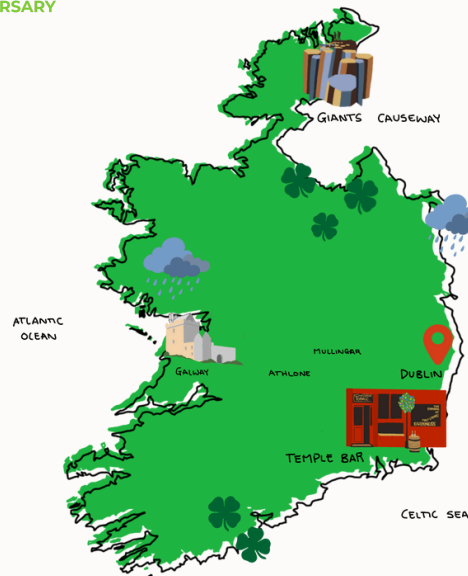 RSARY
GIANTS CAUSEWAY
ATLANTIC
OCEAN
MULLINGAR
GALWAY
ATHLONE
DUBLIN
TEMPLE BAR
CELTIC SEA